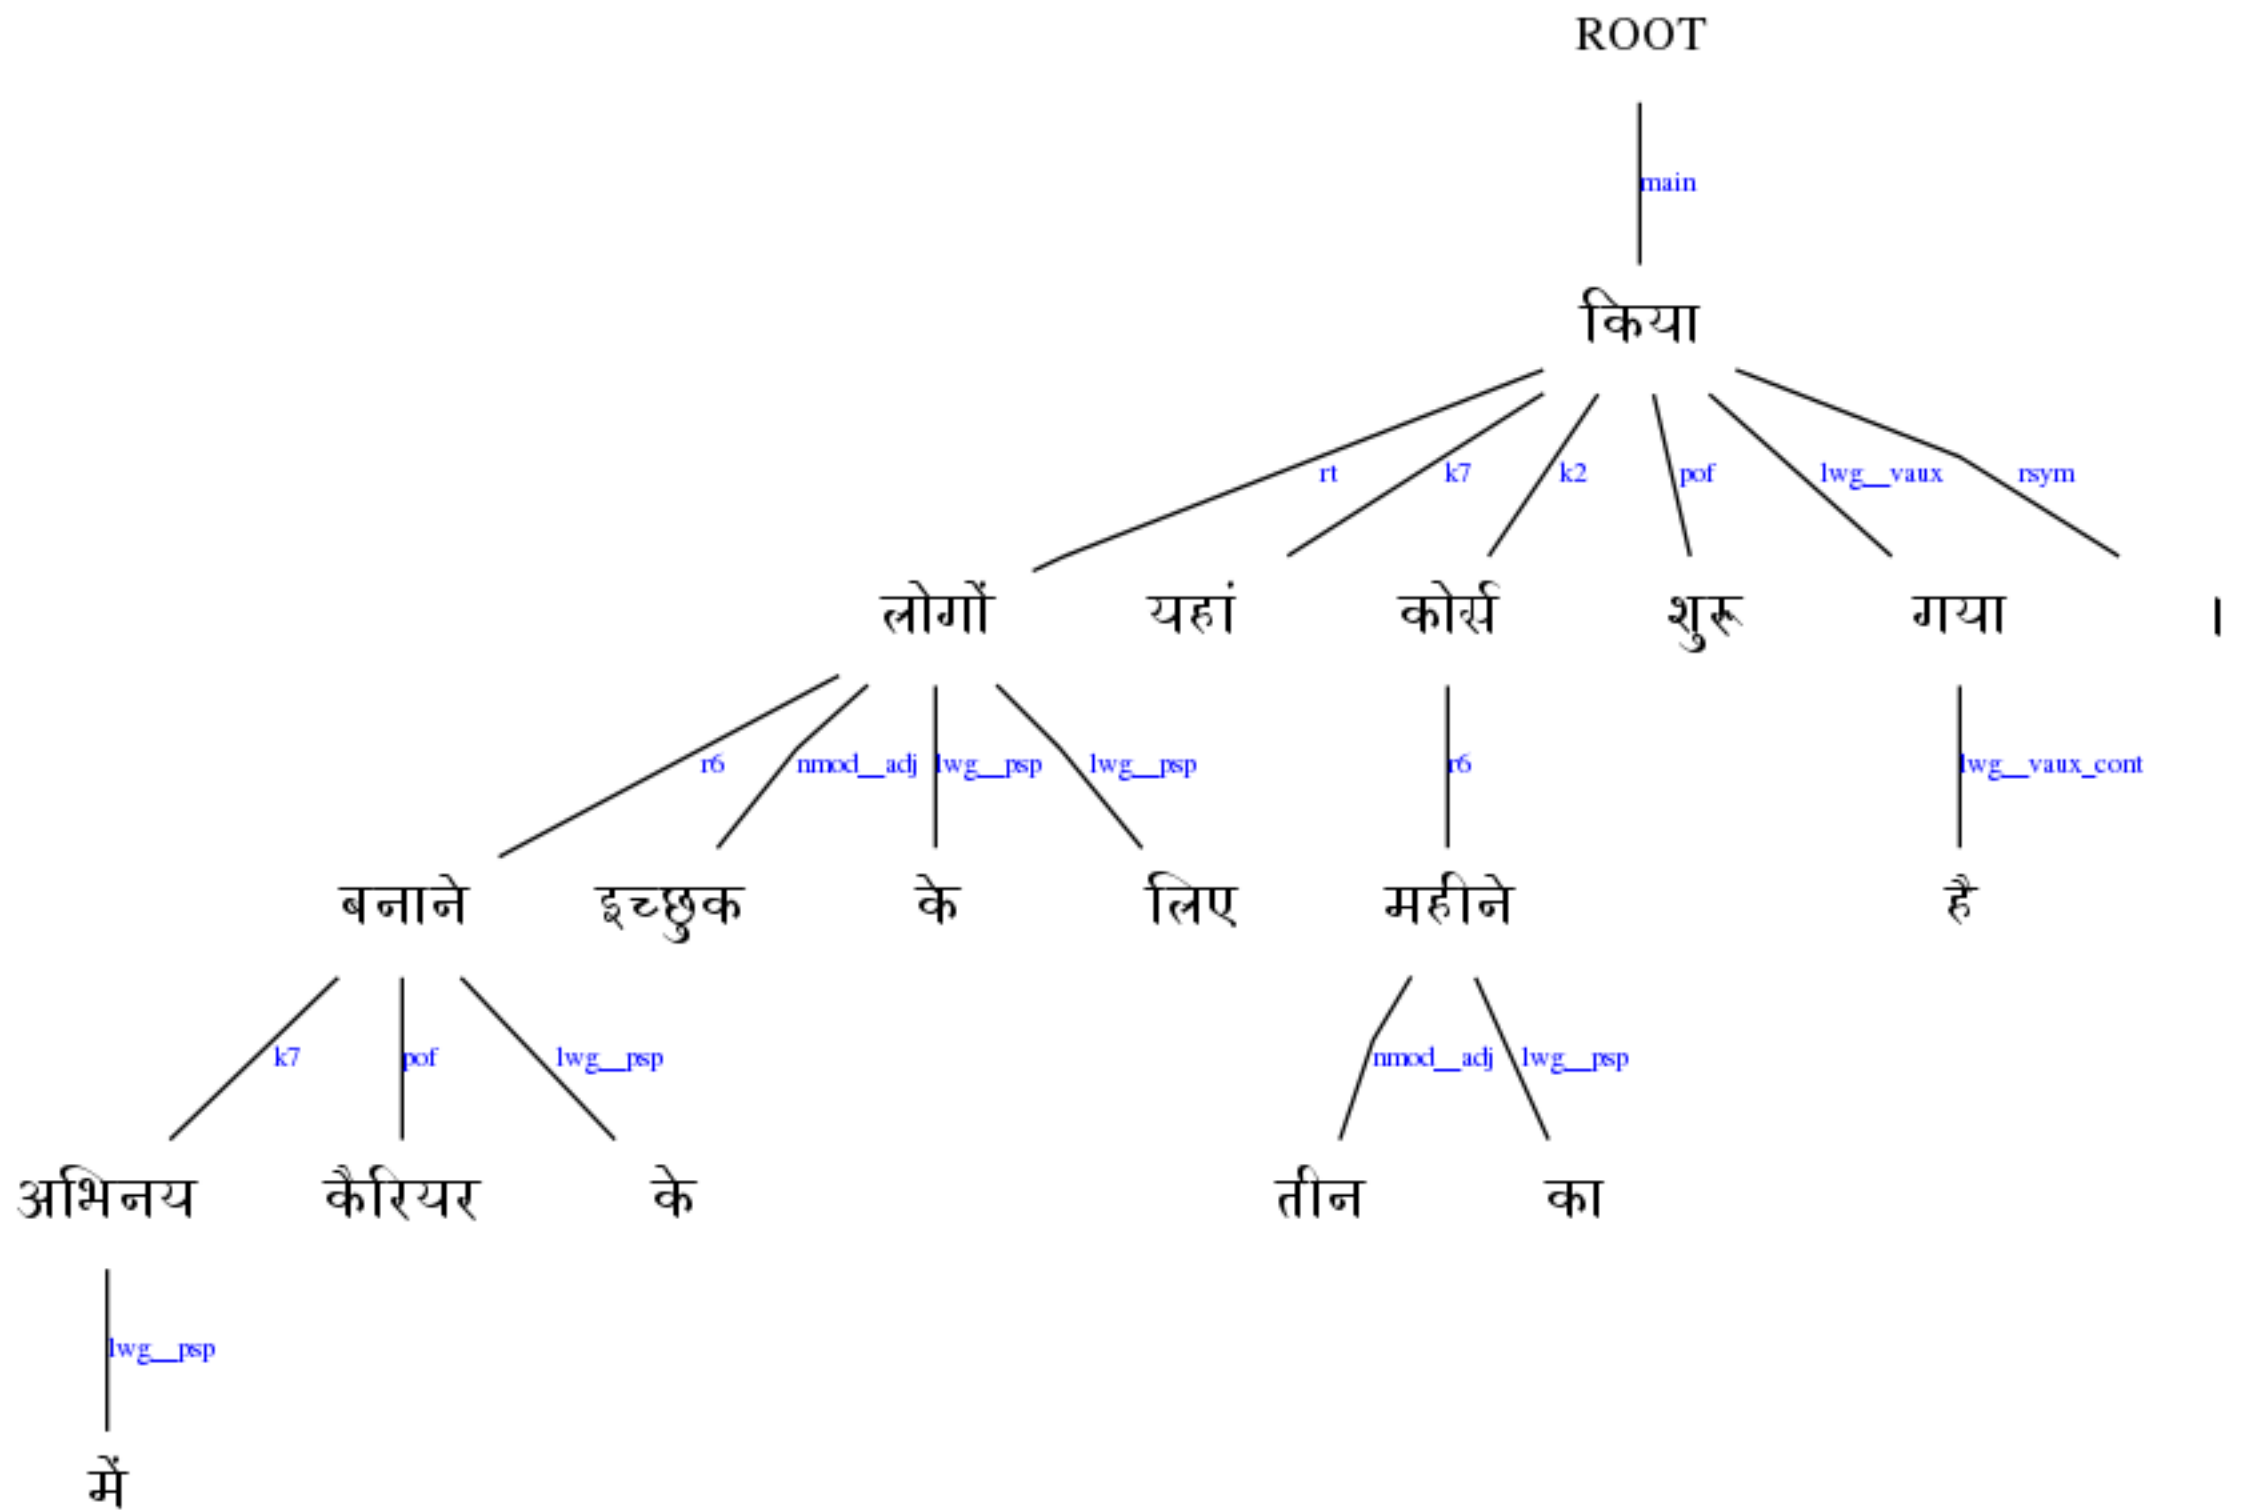 ROOT
main
किया
rt k7 k2 pof lwg__vaux rsym
लोगों यहां कोर्स शुरू गया ।
r6 nmod__adj lwg__psp lwg__psp r6 lwg__vaux_cont
बनाने इच्छुक के लिए महीने है
k7 pof lwg__psp nmod__adj lwg__psp
अभिनय कैरियर के तीन का
lwg__psp
में